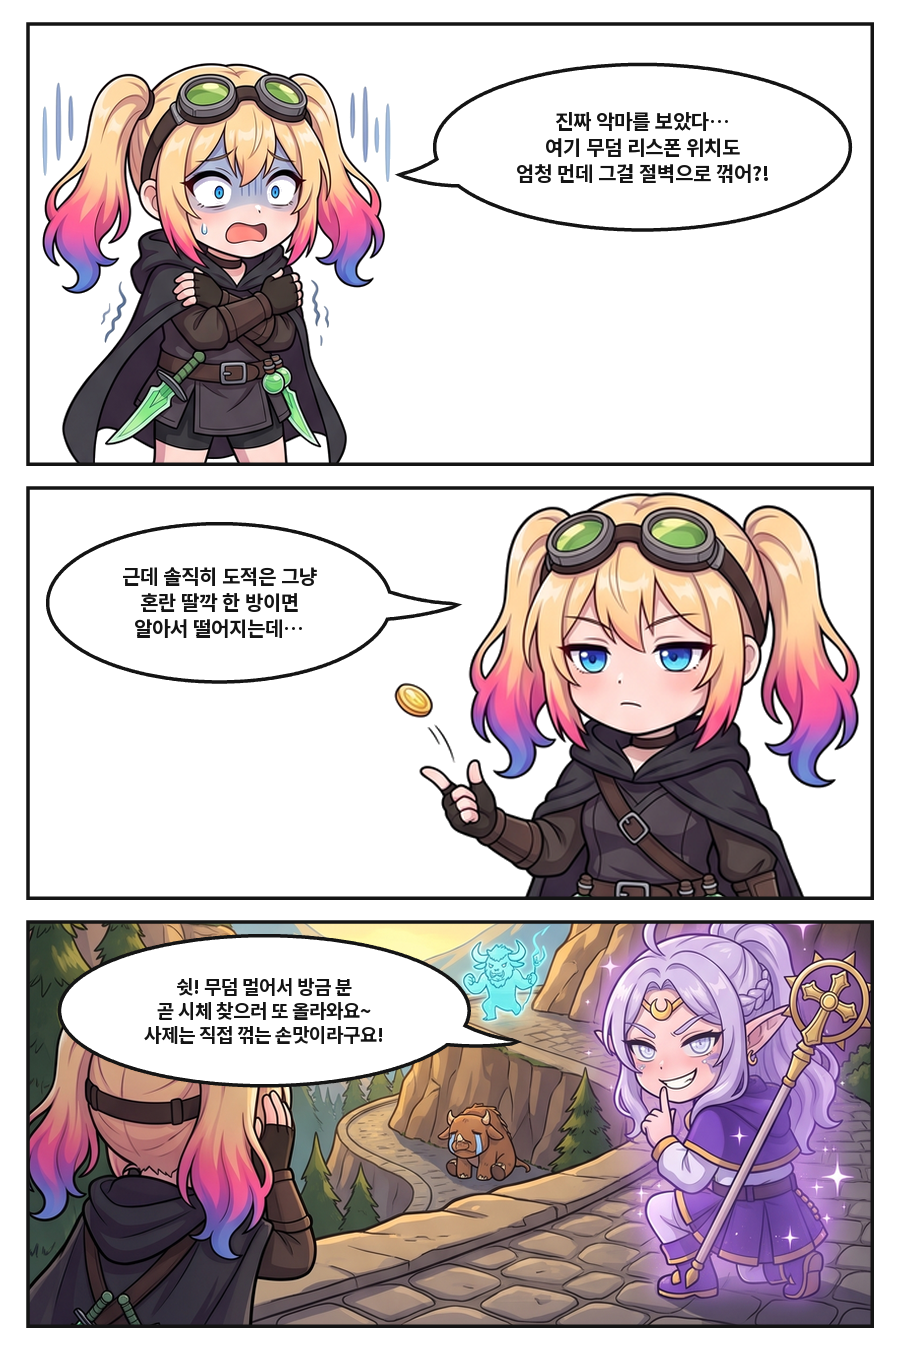 진짜 악마를 보았다…
여기 무덤 리스폰 위치도
엄청 먼데 그걸 절벽으로 꺾어?!
근데 솔직히 도적은 그냥
혼란 딸깍 한 방이면
알아서 떨어지는데…
쉿! 무덤 멀어서 방금 분
곧 시체 찾으러 또 올라와요~
사제는 직접 꺾는 손맛이라구요!